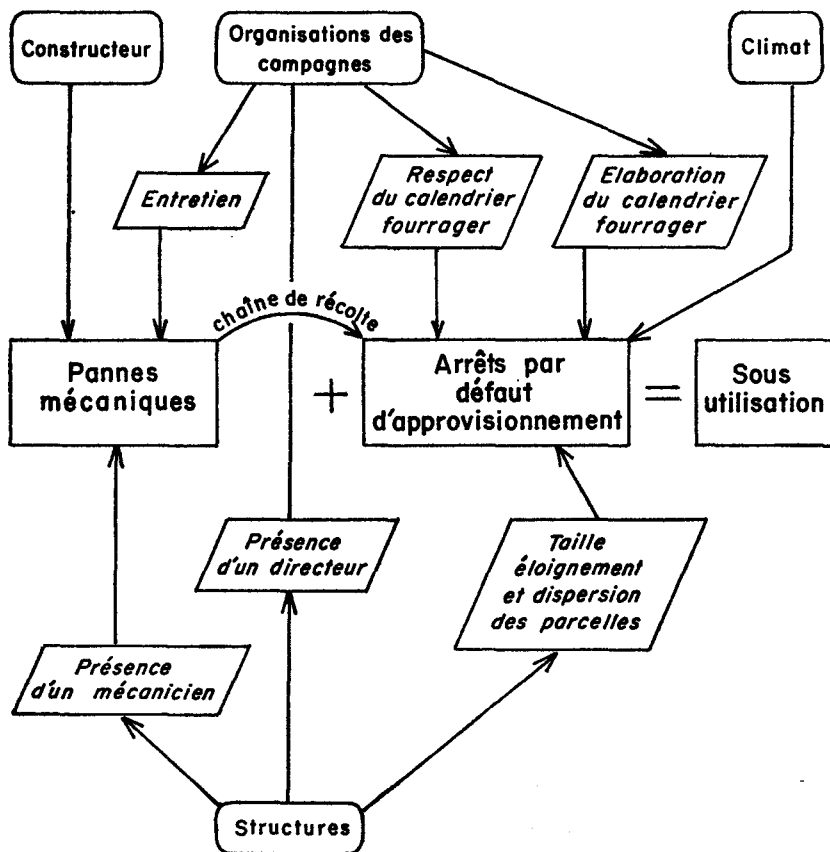 Constructeur
Organisations des
campagnes
Climat
Entretien
Respect
du calendrier
fourrager
Elaboration
du calendrier
fourrager
chaîne de récolte
Pannes
mécaniques
+
Arrêts par
défaut
d'approvisionnement
=
Sous
utilisation
Présence
d'un directeur
Taille
éloignement
et dispersion
des parcelles
Présence
d'un mécanicien
Structures